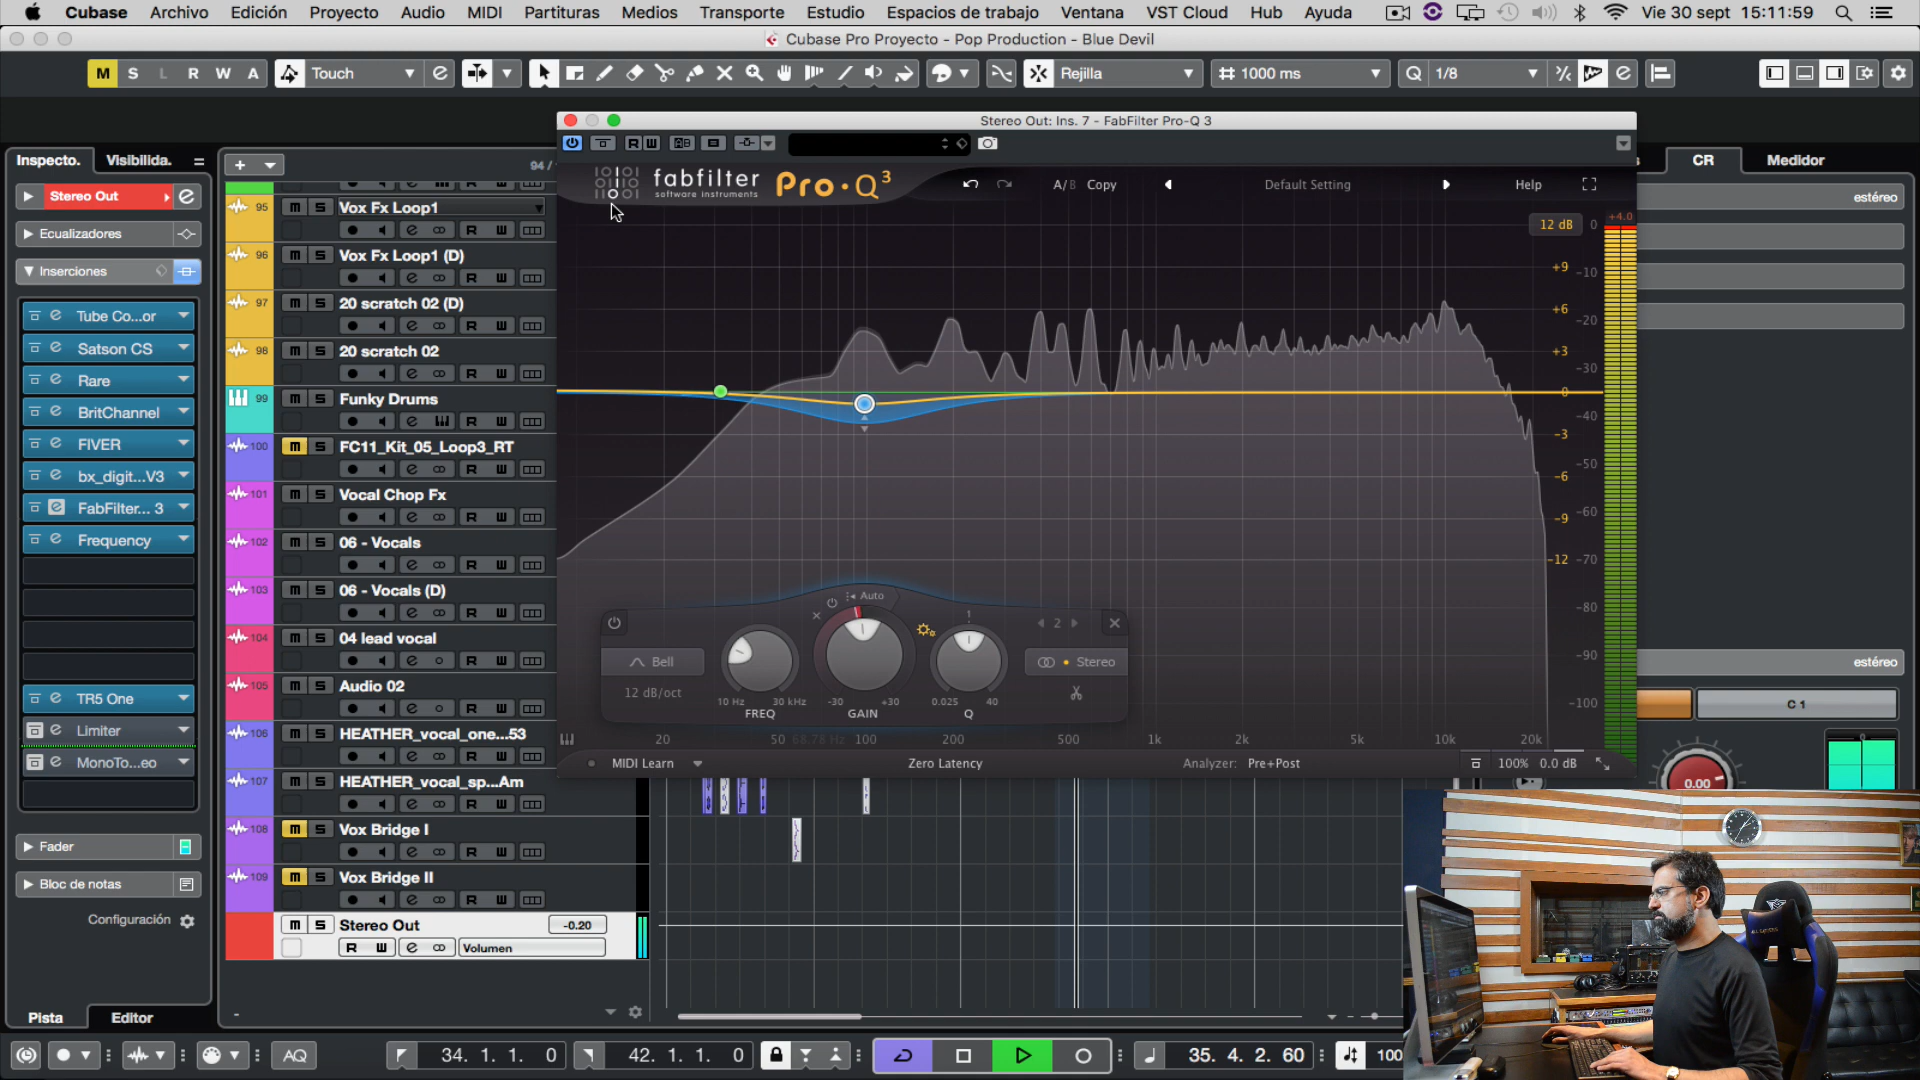 Cubase Archivo Edición Proyecto Audio MIDI Partituras Medios Transporte Estudio Espacios de trabajo Ventana VST Cloud Hub Ayuda Vie 30 sept 15:11:59
Cubase Pro Proyecto - Pop Production - Blue Devil
M S L R W A Touch Rejilla 1000 ms Q 1/8
Stereo Out: Ins. 7 - FabFilter Pro-Q 3
Inspecto. Visibilida.
94 /
R W A B
CR Medidor
fabfilter
software instruments
Pro·Q3
A/B Copy Default Setting Help
Stereo Out
Ecualizadores
Inserciones
Tube Co...or
Satson CS
Rare
BritChannel
FIVER
bx_digit...V3
FabFilter... 3
Frequency
TR5 One
Limiter
MonoTo...eo
Fader
Bloc de notas
Configuración
Pista Editor
95 m S Vox Fx Loop1
R W
96 m S Vox Fx Loop1 (D)
R W
97 m S 20 scratch 02 (D)
R W
98 m S 20 scratch 02
R W
99 m S Funky Drums
R W
100 m S FC11_Kit_05_Loop3_RT
R W
101 m S Vocal Chop Fx
R W
102 m S 06 - Vocals
R W
103 m S 06 - Vocals (D)
R W
104 m S 04 lead vocal
R W
105 m S Audio 02
R W
106 m S HEATHER_vocal_one...53
R W
107 m S HEATHER_vocal_sp...Am
R W
108 m S Vox Bridge I
R W
109 m S Vox Bridge II
R W
m S Stereo Out -0.20
R W Volumen
12 dB 0 +4.0
+9 -10
+6 -20
+3 -30
0 -40
-3 -50
-6
-9 -60
-12 -70
-80
-90
-100
Auto
2
Bell
12 dB/oct
10 Hz 30 kHz
FREQ
-30 +30
GAIN
1
0.025 40
Q
Stereo
20 50 68.78 Hz 100 200 500 1k 2k 5k 10k 20k
MIDI Learn Zero Latency Analyzer: Pre+Post 100% 0.0 dB
estéreo
estéreo
C 1
0.00
AQ 34. 1. 1. 0 42. 1. 1. 0 35. 4. 2. 60 100